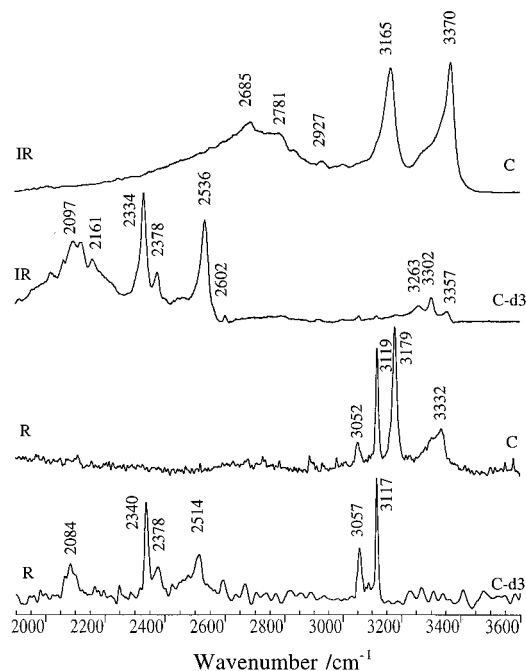 3165
3370
2685
2781
2927
IR
C
2097
2161
2334
2378
2536
2602
3263
3302
3357
IR
C-d3
3052
3119
3179
3332
R
C
2084
2340
2378
2514
3057
3117
R
C-d3
2000 2200 2400 2600 2800 3000 3200 3400 3600
Wavenumber /cm⁻¹